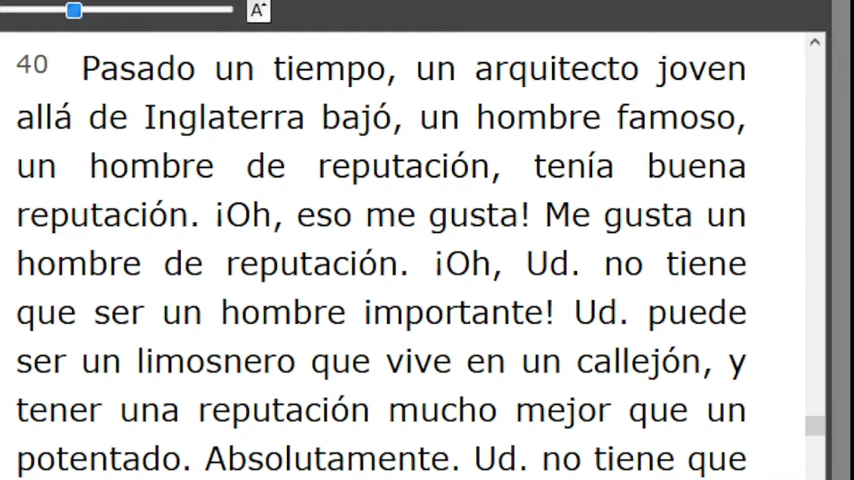 A
40 Pasado un tiempo, un arquitecto joven
allá de Inglaterra bajó, un hombre famoso,
un hombre de reputación, tenía buena
reputación. ¡Oh, eso me gusta! Me gusta un
hombre de reputación. ¡Oh, Ud. no tiene
que ser un hombre importante! Ud. puede
ser un limosnero que vive en un callejón, y
tener una reputación mucho mejor que un
potentado. Absolutamente. Ud. no tiene que